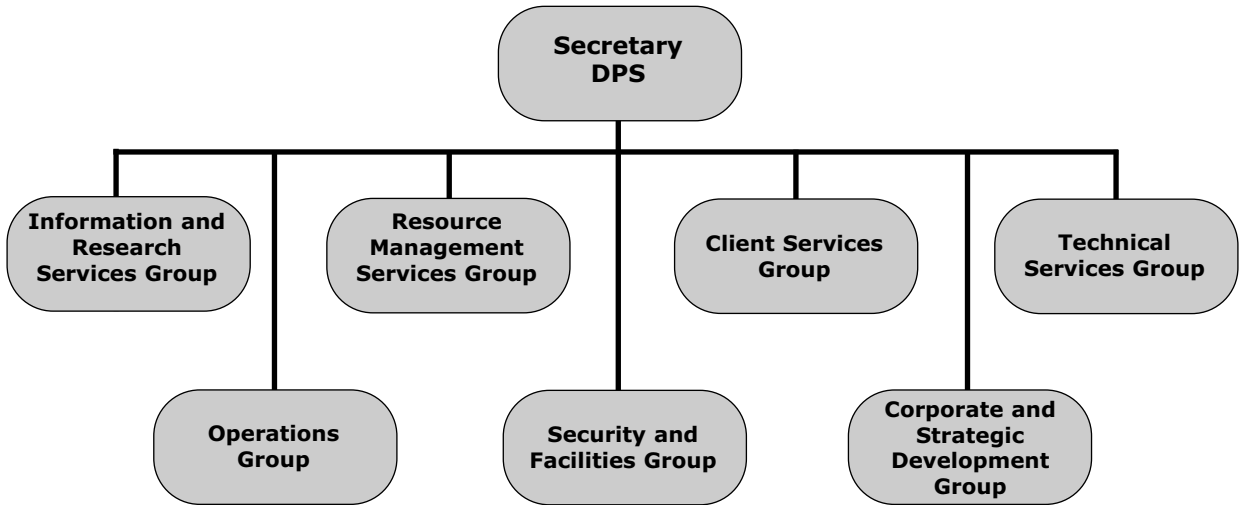 Secretary
DPS
Information and
Research
Services Group
Resource
Management
Services Group
Client Services
Group
Technical
Services Group
Operations
Group
Security and
Facilities Group
Corporate and
Strategic
Development
Group